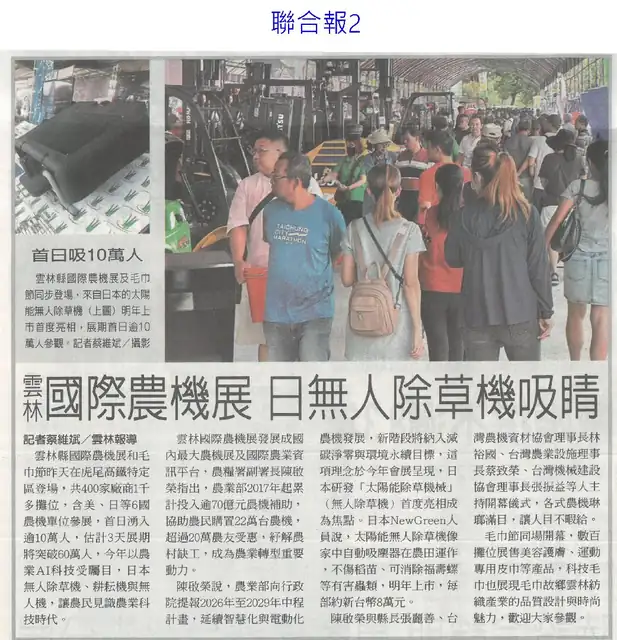 聯合報2
首日吸10萬人
雲林縣國際農機展及毛巾
節同步登場，來自日本的太陽
能無人除草機（上圖）明年上
市首度亮相，展期首日逾10
萬人參觀。記者蔡維斌／攝影
TAICHUNG
CITY
MARATHON
雲林 國際農機展 日無人除草機吸睛
記者蔡維斌／雲林報導
雲林縣國際農機展和毛
巾節昨天在虎尾高鐵特定
區登場，共400家廠商1千
多攤位，含美、日等6國
農機單位參展，首日湧入
逾10萬人，估計3天展期
將突破60萬人，今年以農
業AI科技受矚目，日本
無人除草機、耕耘機與無
人機，讓農民見識農業科
技時代。
雲林國際農機展發展成國
內最大農機展及國際農業資
訊平台，農糧署副署長陳啟
榮指出，農業部2017年起累
計投入逾70億元農機補助，
協助農民購置22萬台農機，
超過20萬農友受惠，紓解農
村缺工，成為農業轉型重要
動力。
陳啟榮說，農業部向行政
院提報2026年至2029年中程
計畫，延續智慧化與電動化
農機發展，新階段將納入減
碳淨零與環境永續目標，這
項理念於今年會展呈現，日
本研發「太陽能除草機械」
（無人除草機）首度亮相成
為焦點。日本NewGreen人
員說，太陽能無人除草機像
家中自動吸塵器在農田運作
，不傷稻苗、可消除福壽螺
等有害蟲類，明年上市，每
部約新台幣8萬元。
陳啟榮與縣長張麗善、台
灣農機資材協會理事長林
裕國、台灣農業設施理事
長蔡致榮、台灣機械建設
協會理事長張振益等人主
持開幕儀式，各式農機琳
瑯滿目，讓人目不暇給。
毛巾節同場開幕，數百
攤位展售美容護膚、運動
專用皮巾等產品，科技毛
巾也展現毛巾故鄉雲林紡
織產業的品質設計與時尚
魅力，歡迎大家參觀。